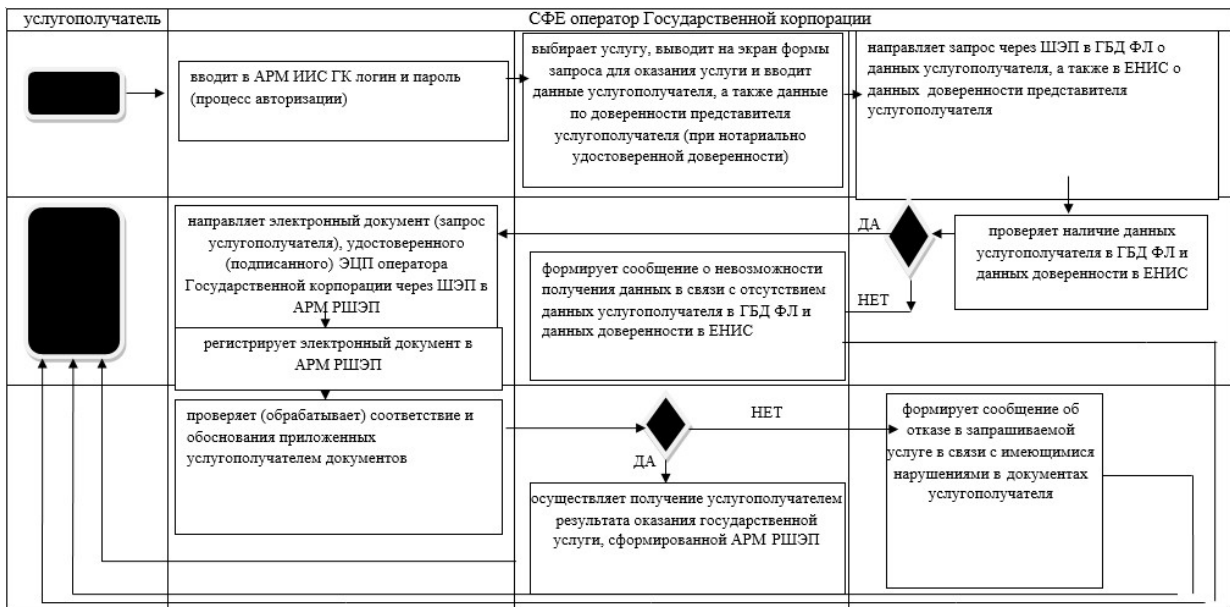 услугополучатель
СФЕ оператор Государственной корпорации
вводит в АРМ ИИС ГК логин и пароль
(процесс авторизации)
выбирает услугу, выводит на экран формы
запроса для оказания услуги и вводит
данные услугополучателя, а также данные
по доверенности представителя
услугополучателя (при нотариально
удостоверенной доверенности)
направляет запрос через ШЭП в ГБД ФЛ о
данных услугополучателя, а также в ЕНИС о
данных доверенности представителя
услугополучателя
проверяет наличие данных
услугополучателя в ГБД ФЛ и
данных доверенности в ЕНИС
ДА
НЕТ
направляет электронный документ (запрос
услугополучателя), удостоверенного
(подписанного) ЭЦП оператора
Государственной корпорации через ШЭП в
АРМ РШЭП
формирует сообщение о невозможности
получения данных в связи с отсутствием
данных услугополучателя в ГБД ФЛ и
данных доверенности в ЕНИС
регистрирует электронный документ в
АРМ РШЭП
проверяет (обрабатывает) соответствие и
обоснования приложенных
услугополучателем документов
НЕТ
ДА
формирует сообщение об
отказе в запрашиваемой
услуге в связи с имеющимися
нарушениями в документах
услугополучателя
осуществляет получение услугополучателем
результата оказания государственной
услуги, сформированной АРМ РШЭП